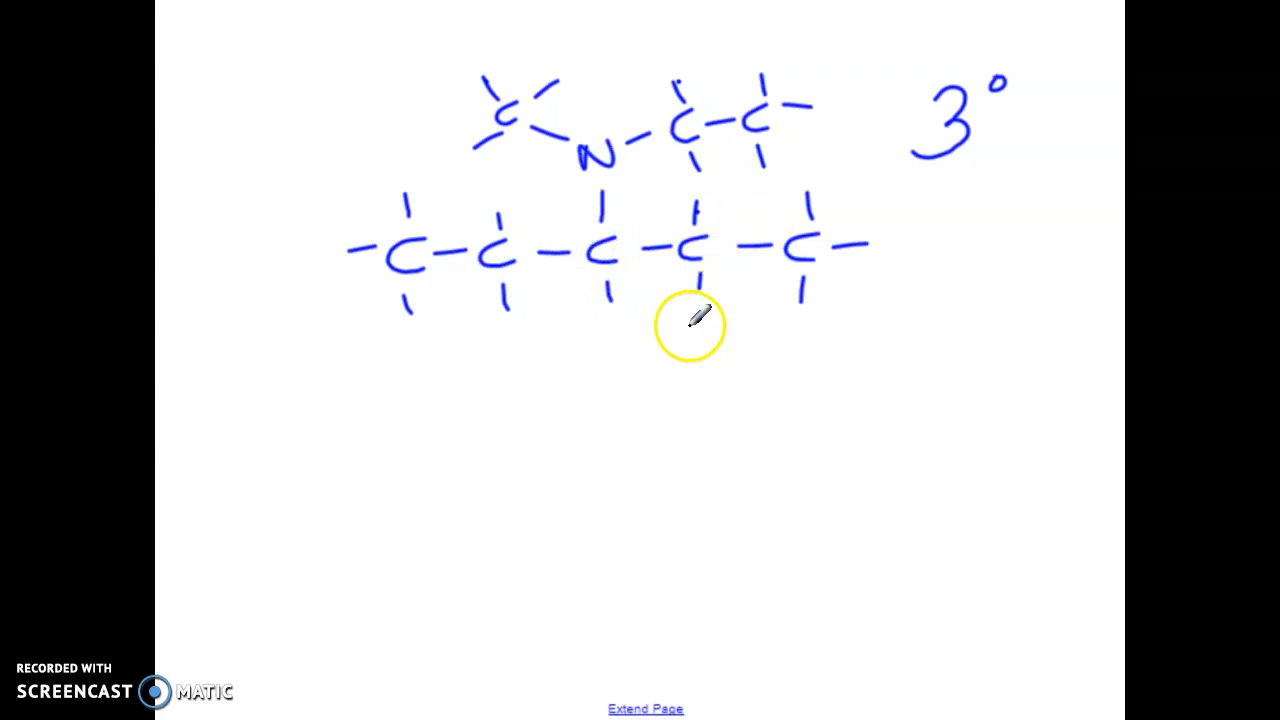 C
C - C
3°
N
C - C - C - C - C
RECORDED WITH
SCREENCAST MATIC
Extend Page